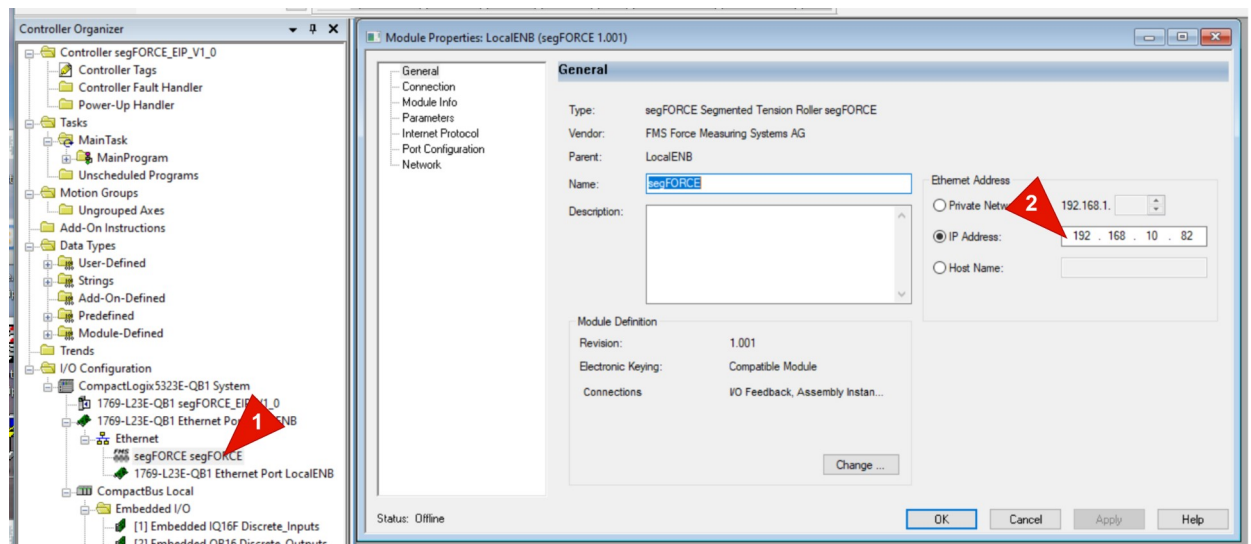 Controller Organizer
Controller segFORCE_EIP_V1_0
Controller Tags
Controller Fault Handler
Power-Up Handler
Tasks
MainTask
MainProgram
Unscheduled Programs
Motion Groups
Ungrouped Axes
Add-On Instructions
Data Types
User-Defined
Strings
Add-On-Defined
Predefined
Module-Defined
Trends
I/O Configuration
CompactLogix5323E-QB1 System
1769-L23E-QB1 segFORCE_EIP_V1_0
1769-L23E-QB1 Ethernet Port ENB
1
Ethernet
FMS segFORCE segFORCE
1769-L23E-QB1 Ethernet Port LocalENB
CompactBus Local
Embedded I/O
[1] Embedded IQ16F Discrete_Inputs
[2] Embedded OB16 Discrete_Outputs
Module Properties: LocalENB (segFORCE 1.001)
General
Connection
Module Info
Parameters
Internet Protocol
Port Configuration
Network
General
Type: segFORCE Segmented Tension Roller segFORCE
Vendor: FMS Force Measuring Systems AG
Parent: LocalENB
Name: segFORCE
Description:
Ethernet Address
Private Netw 192.168.1.
2
IP Address: 192 . 168 . 10 . 82
Host Name:
Module Definition
Revision: 1.001
Electronic Keying: Compatible Module
Connections I/O Feedback, Assembly Instan...
Change ...
Status: Offline
OK Cancel Apply Help